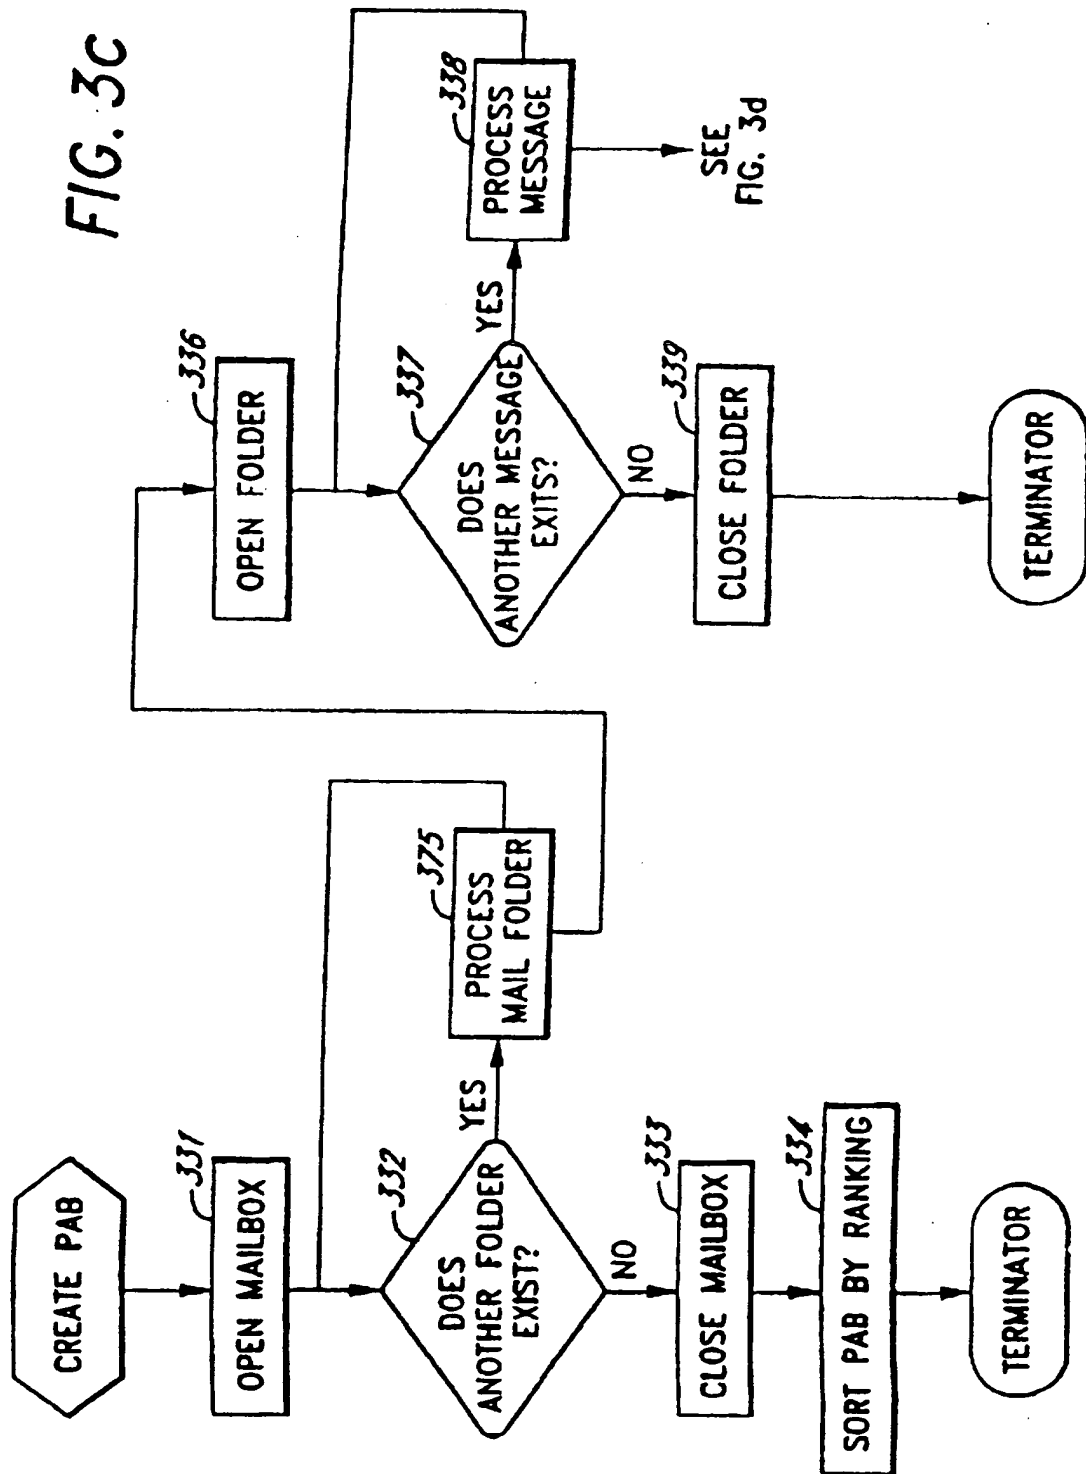 FIG. 3c
CREATE PAB
331
OPEN MAILBOX
332
DOES
ANOTHER FOLDER
EXIST?
YES
375
PROCESS
MAIL FOLDER
NO
333
CLOSE MAILBOX
334
SORT PAB BY RANKING
TERMINATOR
336
OPEN FOLDER
337
DOES
ANOTHER MESSAGE
EXITS?
YES
338
PROCESS
MESSAGE
SEE
FIG. 3d
NO
339
CLOSE FOLDER
TERMINATOR